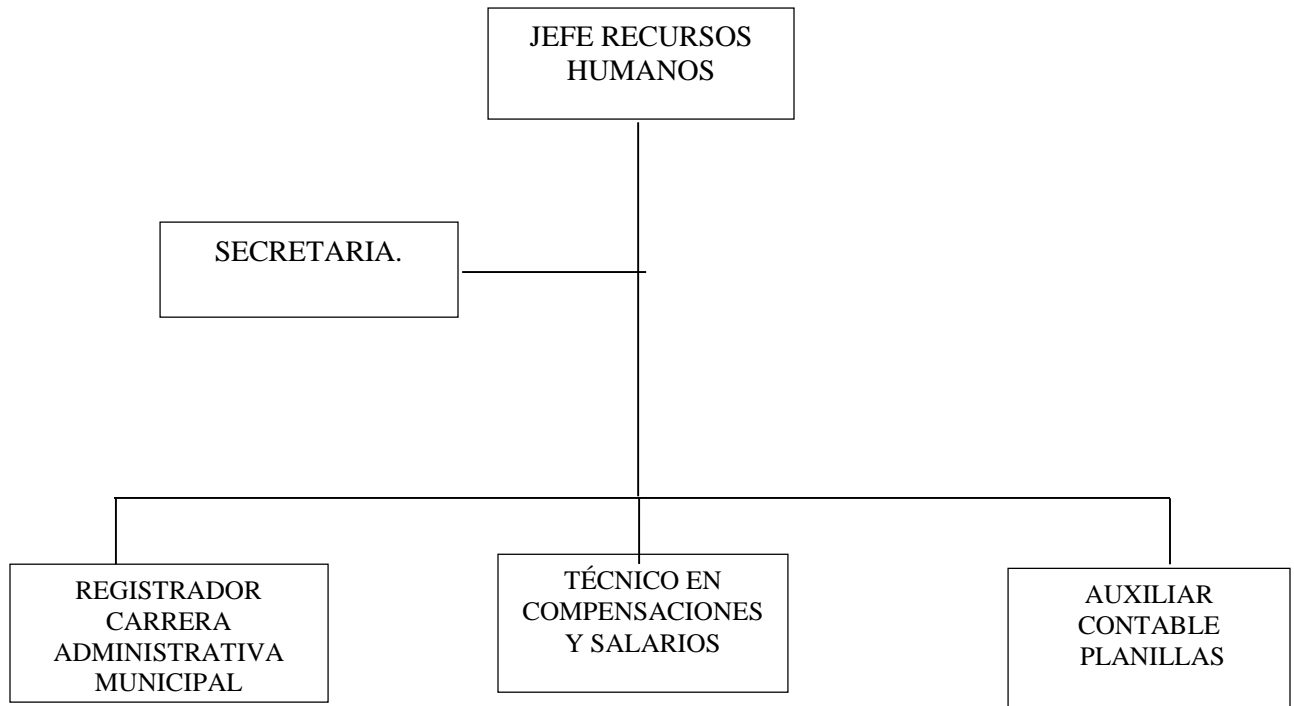 JEFE RECURSOS
HUMANOS
SECRETARIA.
REGISTRADOR
CARRERA
ADMINISTRATIVA
MUNICIPAL
TÉCNICO EN
COMPENSACIONES
Y SALARIOS
AUXILIAR
CONTABLE
PLANILLAS